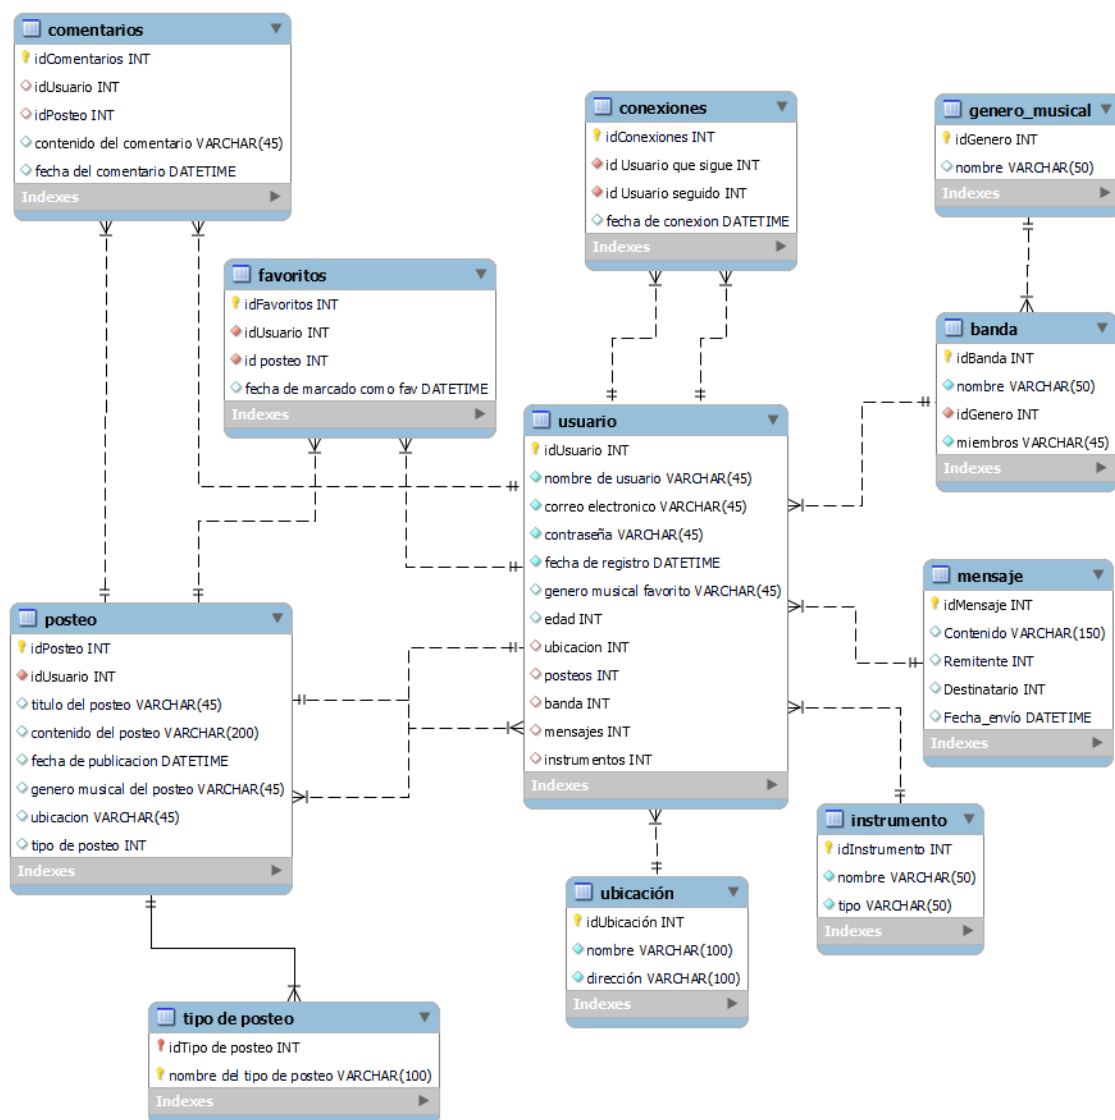 comentarios
idComentarios INT
idUsuario INT
idPosteo INT
contenido del comentario VARCHAR(45)
fecha del comentario DATETIME
Indexes
conexiones
idConexiones INT
id Usuario que sigue INT
id Usuario seguido INT
fecha de conexion DATETIME
Indexes
genero_musical
idGenero INT
nombre VARCHAR(50)
Indexes
favoritos
idFavoritos INT
idUsuario INT
id posteo INT
fecha de marcado como fav DATETIME
Indexes
banda
idBanda INT
nombre VARCHAR(50)
idGenero INT
miembros VARCHAR(45)
Indexes
usuario
idUsuario INT
nombre de usuario VARCHAR(45)
correo electronico VARCHAR(45)
contraseña VARCHAR(45)
fecha de registro DATETIME
genero musical favorito VARCHAR(45)
edad INT
ubicacion INT
posteos INT
banda INT
mensajes INT
instrumentos INT
Indexes
mensaje
idMensaje INT
Contenido VARCHAR(150)
Remitente INT
Destinatario INT
Fecha_envío DATETIME
Indexes
posteo
idPosteo INT
idUsuario INT
titulo del posteo VARCHAR(45)
contenido del posteo VARCHAR(200)
fecha de publicacion DATETIME
genero musical del posteo VARCHAR(45)
ubicacion VARCHAR(45)
tipo de posteo INT
Indexes
instrumento
idInstrumento INT
nombre VARCHAR(50)
tipo VARCHAR(50)
Indexes
ubicación
idUbicación INT
nombre VARCHAR(100)
dirección VARCHAR(100)
Indexes
tipo de posteo
idTipo de posteo INT
nombre del tipo de posteo VARCHAR(100)
Indexes